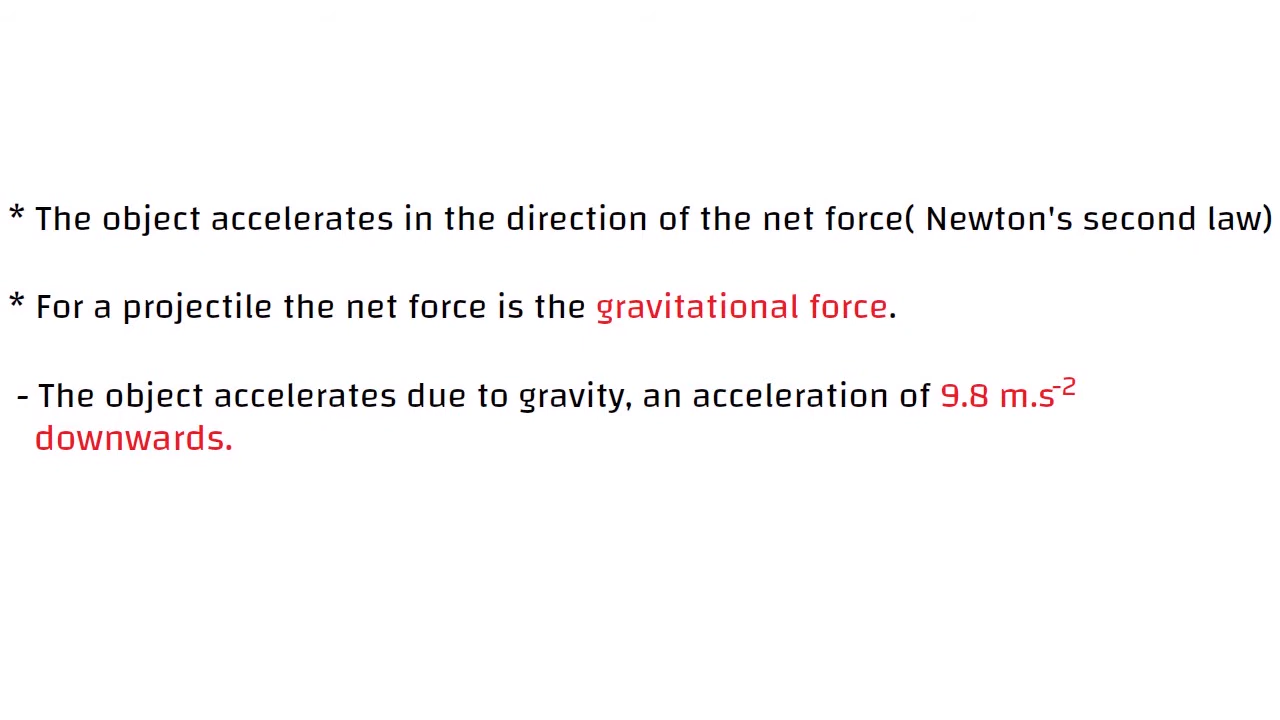 * The object accelerates in the direction of the net force( Newton's second law)
* For a projectile the net force is the gravitational force.
- The object accelerates due to gravity, an acceleration of 9.8 m.s⁻²
downwards.